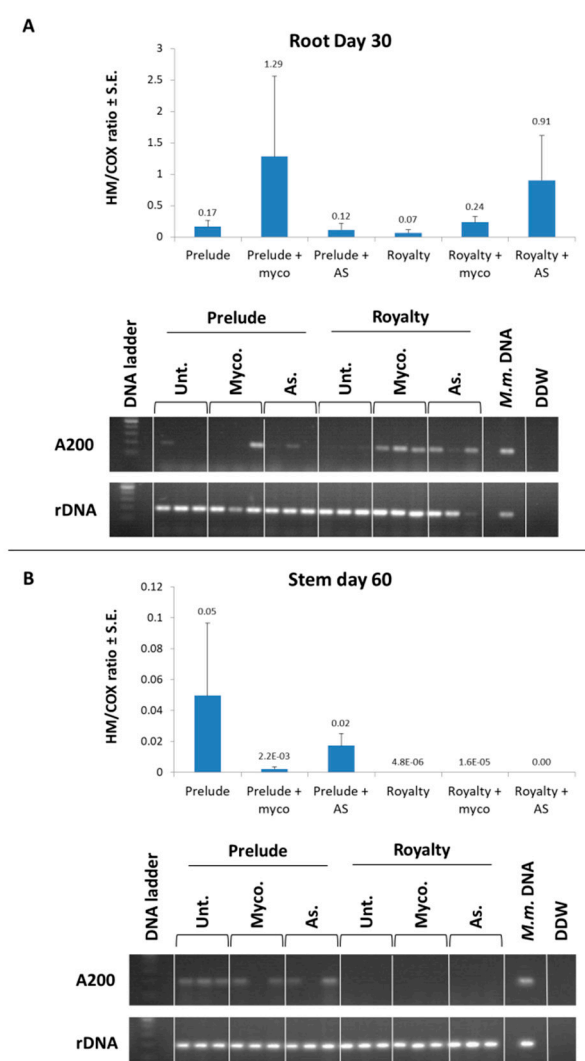 A
Root Day 30
HM/COX ratio ± S.E.
3
2.5
2
1.5
1
0.5
0
0.17
1.29
0.12
0.07
0.24
0.91
Prelude
Prelude + myco
Prelude + AS
Royalty
Royalty + myco
Royalty + AS
DNA ladder
Prelude
Royalty
Unt.
Myco.
As.
Unt.
Myco.
As.
M.m. DNA
DDW
A200
rDNA
B
Stem day 60
HM/COX ratio ± S.E.
0.12
0.1
0.08
0.06
0.04
0.02
0
0.05
2.2E-03
0.02
4.8E-06
1.6E-05
0.00
Prelude
Prelude + myco
Prelude + AS
Royalty
Royalty + myco
Royalty + AS
DNA ladder
Prelude
Royalty
Unt.
Myco.
As.
Unt.
Myco.
As.
M.m. DNA
DDW
A200
rDNA